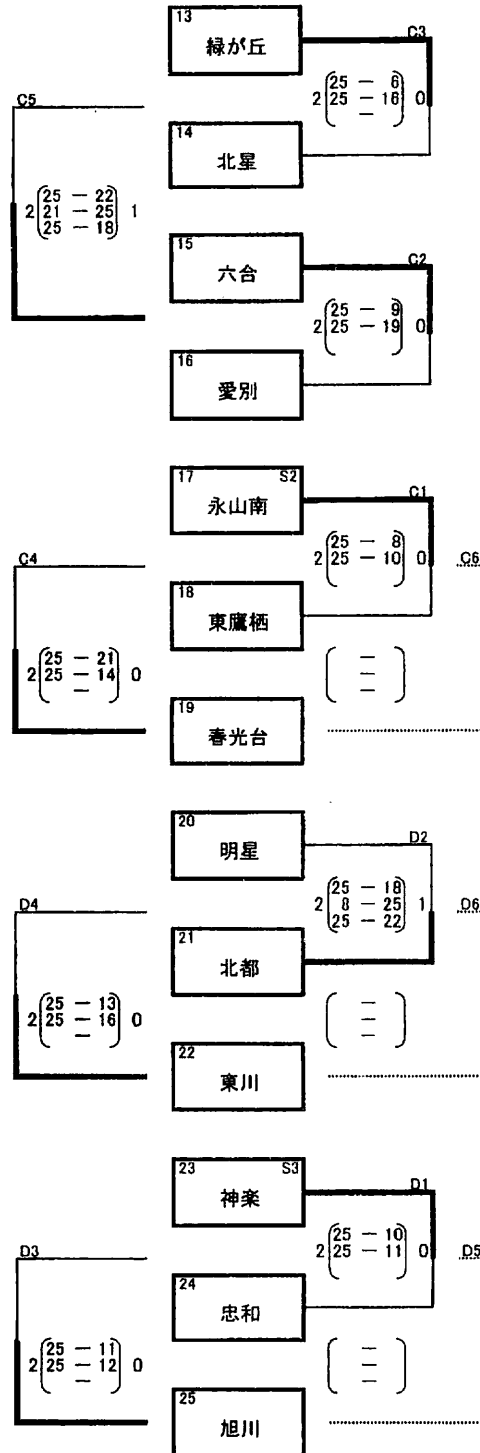 13
緑が丘
C3
2 25 － 6 0
25 － 16
－
C5
14
北星
2 25 － 22 1
21 － 25
25 － 18
15
六合
C2
2 25 － 9 0
25 － 19
16
愛別
17 S2
永山南
C1
2 25 － 8 0
25 － 10
C6
C4
18
東鷹栖
2 25 － 21 0
25 － 14
－
－
－
－
19
春光台
20
明星
D2
2 25 － 18 1
8 － 25
25 － 22
D6
D4
21
北都
2 25 － 13 0
25 － 16
－
－
－
－
22
東川
23 S3
神楽
D1
2 25 － 10 0
25 － 11
D5
D3
24
忠和
2 25 － 11 0
25 － 12
－
－
－
－
25
旭川